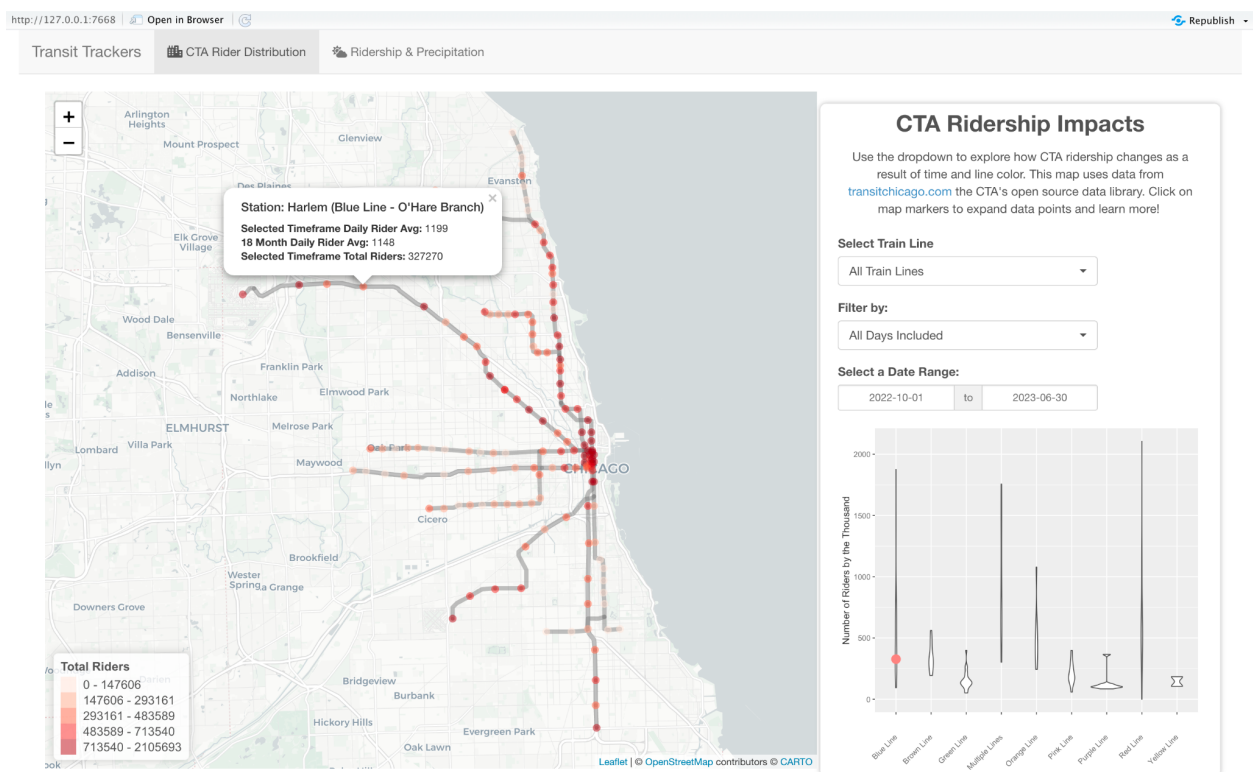 http://127.0.0.1:7668 Open in Browser Republish
Transit Trackers CTA Rider Distribution Ridership & Precipitation
+
−
Arlington
Heights
Mount Prospect
Glenview
Des Plaines
Evanston
Station: Harlem (Blue Line - O'Hare Branch) ×
Selected Timeframe Daily Rider Avg: 1199
18 Month Daily Rider Avg: 1148
Selected Timeframe Total Riders: 327270
Elk Grove
Village
Wood Dale
Bensenville
Addison
Franklin Park
Northlake
Elmwood Park
ELMHURST
Melrose Park
Villa Park
Lombard
Oak Park
Maywood
CHICAGO
Cicero
Brookfield
Wester
Spring
a Grange
Downers Grove
Bridgeview
Burbank
Hickory Hills
Evergreen Park
Oak Lawn
Total Riders
0 - 147606
147606 - 293161
293161 - 483589
483589 - 713540
713540 - 2105693
Leaflet | © OpenStreetMap contributors © CARTO
CTA Ridership Impacts
Use the dropdown to explore how CTA ridership changes as a
result of time and line color. This map uses data from
transitchicago.com the CTA's open source data library. Click on
map markers to expand data points and learn more!
Select Train Line
All Train Lines
Filter by:
All Days Included
Select a Date Range:
2022-10-01 to 2023-06-30
Number of Riders by the Thousand
2000
1500
1000
500
0
Blue Line
Brown Line
Green Line
Multiple Lines
Orange Line
Pink Line
Purple Line
Red Line
Yellow Line